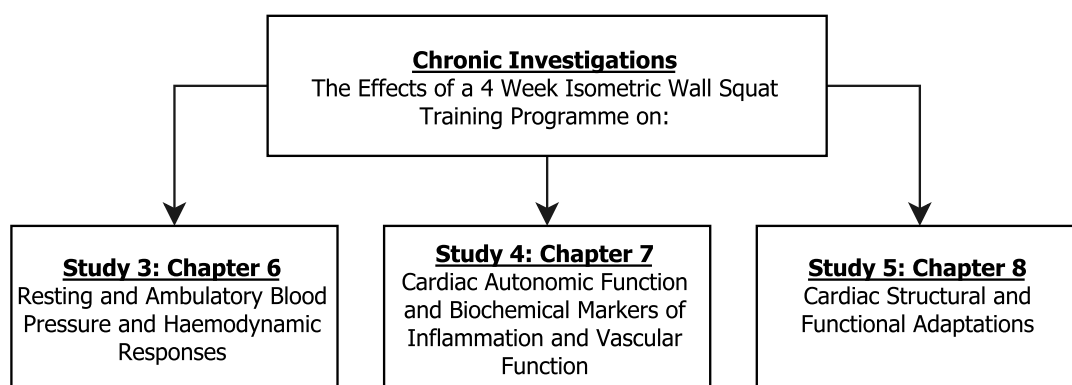 Chronic Investigations
The Effects of a 4 Week Isometric Wall Squat
Training Programme on:
Study 3: Chapter 6
Resting and Ambulatory Blood
Pressure and Haemodynamic
Responses
Study 4: Chapter 7
Cardiac Autonomic Function
and Biochemical Markers of
Inflammation and Vascular
Function
Study 5: Chapter 8
Cardiac Structural and
Functional Adaptations